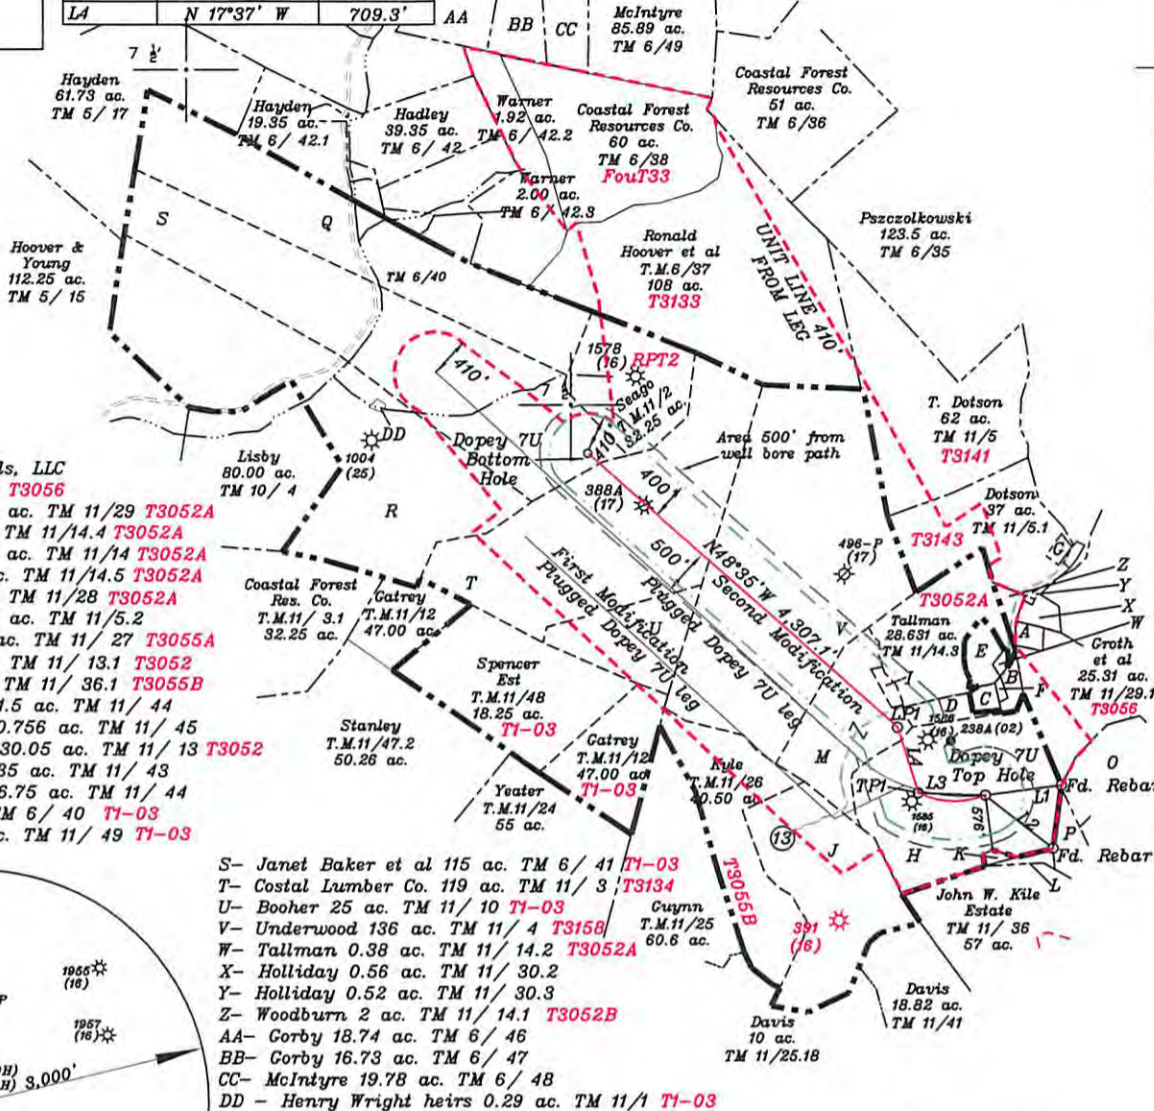 L4 N 17°37' W 709.3'
AA
BB
CC
McIntyre
85.89 ac.
TM 6/49
7 ½'
Hayden
61.73 ac.
TM 5/ 17
Hayden
19.35 ac.
TM 6/ 42.1
Hadley
39.35 ac.
TM 6/ 42
Warner
1.92 ac.
TM 6/ 42.2
Coastal Forest
Resources Co.
60 ac.
TM 6/38
FouT33
Coastal Forest
Resources Co.
51 ac.
TM 6/36
Warner
2.00 ac.
TM 6/ 42.3
Pszczolkowski
123.5 ac.
TM 6/35
S
Q
Hoover &
Young
112.25 ac.
TM 5/ 15
TM 6/40
Ronald
Hoover et al
T.M.6/37
108 ac.
T3133
UNIT LINE 410'
FROM LEG
1578
(16)
RPT2
410'
Seago
T.M.11/2
32.25 ac.
410'
T. Dotson
62 ac.
TM 11/5
T3141
Dopey 7U
Bottom
Hole
Area 500' from
well bore path
DD
1004
(25)
Lisby
80.00 ac.
TM 10/ 4
R
388A
(17)
400'
Dotson
37 ac.
TM 11/5.1
T3143
G
496-P
(17)
500'
N48°35'W 4,307.1'
Second Modification
First Modification
Plugged Dopey 7U leg
Plugged Dopey 7U leg
Z
Y
X
W
T3052A
Tallman
28.631 ac.
TM 11/14.3
A
E
B
C
D
F
Groth
et al
25.31 ac.
TM 11/29.1
T3056
ls, LLC
T3056
ac. TM 11/29 T3052A
TM 11/14.4 T3052A
ac. TM 11/14 T3052A
c. TM 11/14.5 T3052A
TM 11/28 T3052A
ac. TM 11/5.2
ac. TM 11/ 27 T3055A
TM 11/ 13.1 T3052
TM 11/ 36.1 T3055B
1.5 ac. TM 11/ 44
0.756 ac. TM 11/ 45
30.05 ac. TM 11/ 13 T3052
35 ac. TM 11/ 43
6.75 ac. TM 11/ 44
TM 6/ 40 T1-03
c. TM 11/ 49 T1-03
Coastal Forest
Res. Co.
T.M.11/ 3.1
32.25 ac.
Gatrey
T.M.11/12
47.00 ac.
T
U
V
Spencer
Est
T.M.11/48
18.25 ac.
T1-03
Stanley
T.M.11/47.2
50.26 ac.
Gatrey
T.M.11/12
47.00 ac
T1-03
Yeater
T.M.11/24
55 ac.
Kyle
T.M.11/26
40.50 ac
M
LP1
1586
(16)
238A(02)
Dopey 7U
Top Hole
L4
TP1
L3
1585
(16)
L1
L2
576
O
P
Fd. Rebar
Fd. Rebar
13
J
H
K
L
John W. Kile
Estate
TM 11/ 36
57 ac.
T3055B
391
(16)
Guynn
T.M.11/25
60.6 ac.
Davis
18.82 ac.
TM 11/41
Davis
10 ac.
TM 11/25.18
S- Janet Baker et al 115 ac. TM 6/ 41 T1-03
T- Costal Lumber Co. 119 ac. TM 11/ 3 T3134
U- Booher 25 ac. TM 11/ 10 T1-03
V- Underwood 136 ac. TM 11/ 4 T3158
W- Tallman 0.38 ac. TM 11/ 14.2 T3052A
X- Holliday 0.56 ac. TM 11/ 30.2
Y- Holliday 0.52 ac. TM 11/ 30.3
Z- Woodburn 2 ac. TM 11/ 14.1 T3052B
AA- Gorby 18.74 ac. TM 6/ 46
BB- Gorby 16.73 ac. TM 6/ 47
CC- McIntyre 19.78 ac. TM 6/ 48
DD - Henry Wright heirs 0.29 ac. TM 11/1 T1-03
1957
(16)
H) 3,000'